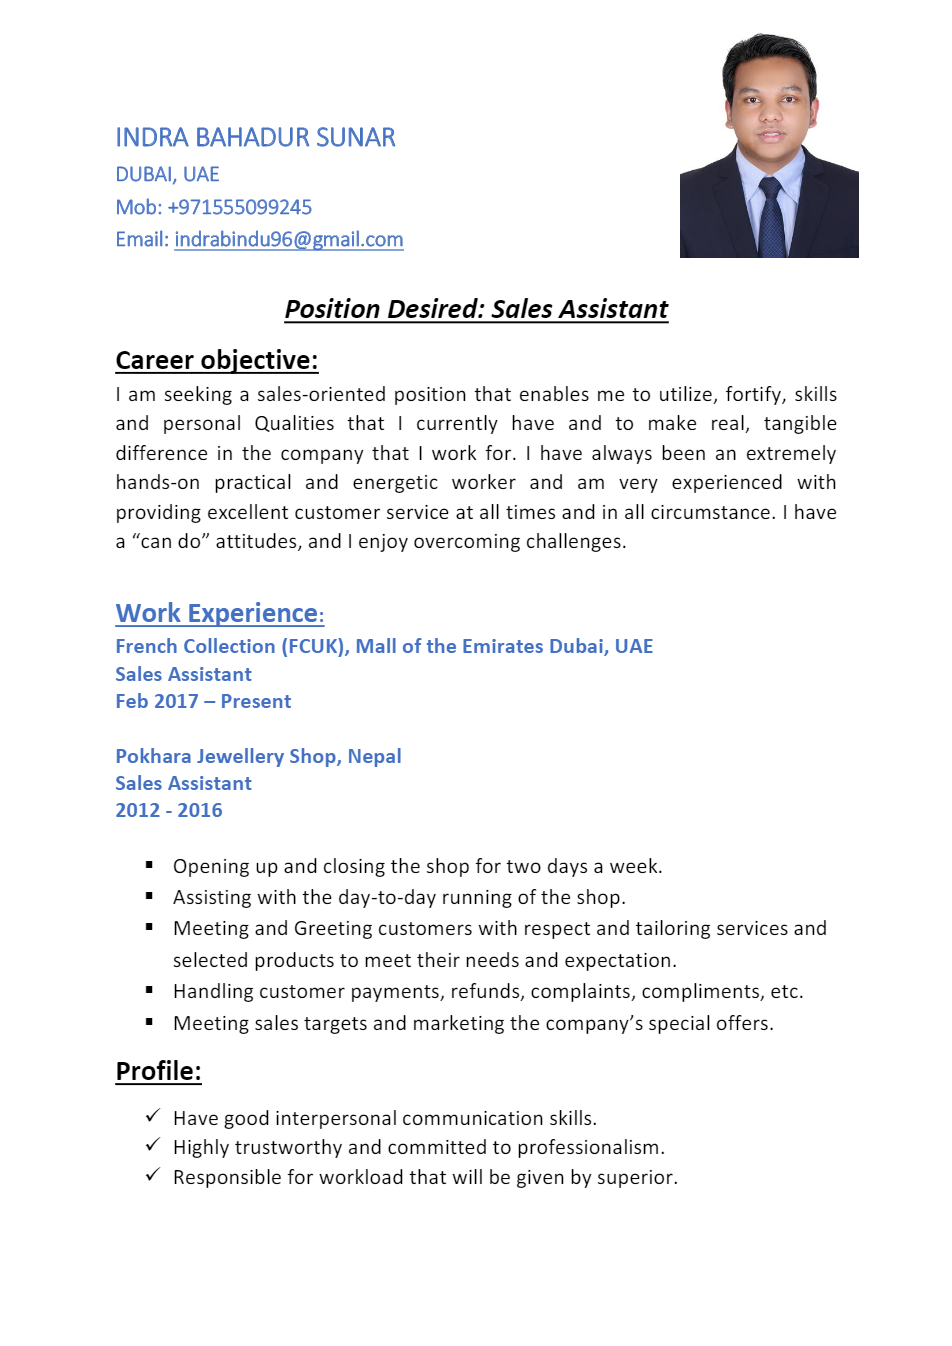 INDRA BAHADUR SUNAR
DUBAI, UAE
Mob: +971555099245
Email: indrabindu96@gmail.com
Position Desired: Sales Assistant
Career objective:
I am seeking a sales-oriented position that enables me to utilize, fortify, skills
and personal Qualities that I currently have and to make real, tangible
difference in the company that I work for. I have always been an extremely
hands-on practical and energetic worker and am very experienced with
providing excellent customer service at all times and in all circumstance. I have
a “can do” attitudes, and I enjoy overcoming challenges.
Work Experience:
French Collection (FCUK), Mall of the Emirates Dubai, UAE
Sales Assistant
Feb 2017 – Present
Pokhara Jewellery Shop, Nepal
Sales Assistant
2012 - 2016
▪ Opening up and closing the shop for two days a week.
▪ Assisting with the day-to-day running of the shop.
▪ Meeting and Greeting customers with respect and tailoring services and
selected products to meet their needs and expectation.
▪ Handling customer payments, refunds, complaints, compliments, etc.
▪ Meeting sales targets and marketing the company’s special offers.
Profile:
✓ Have good interpersonal communication skills.
✓ Highly trustworthy and committed to professionalism.
✓ Responsible for workload that will be given by superior.